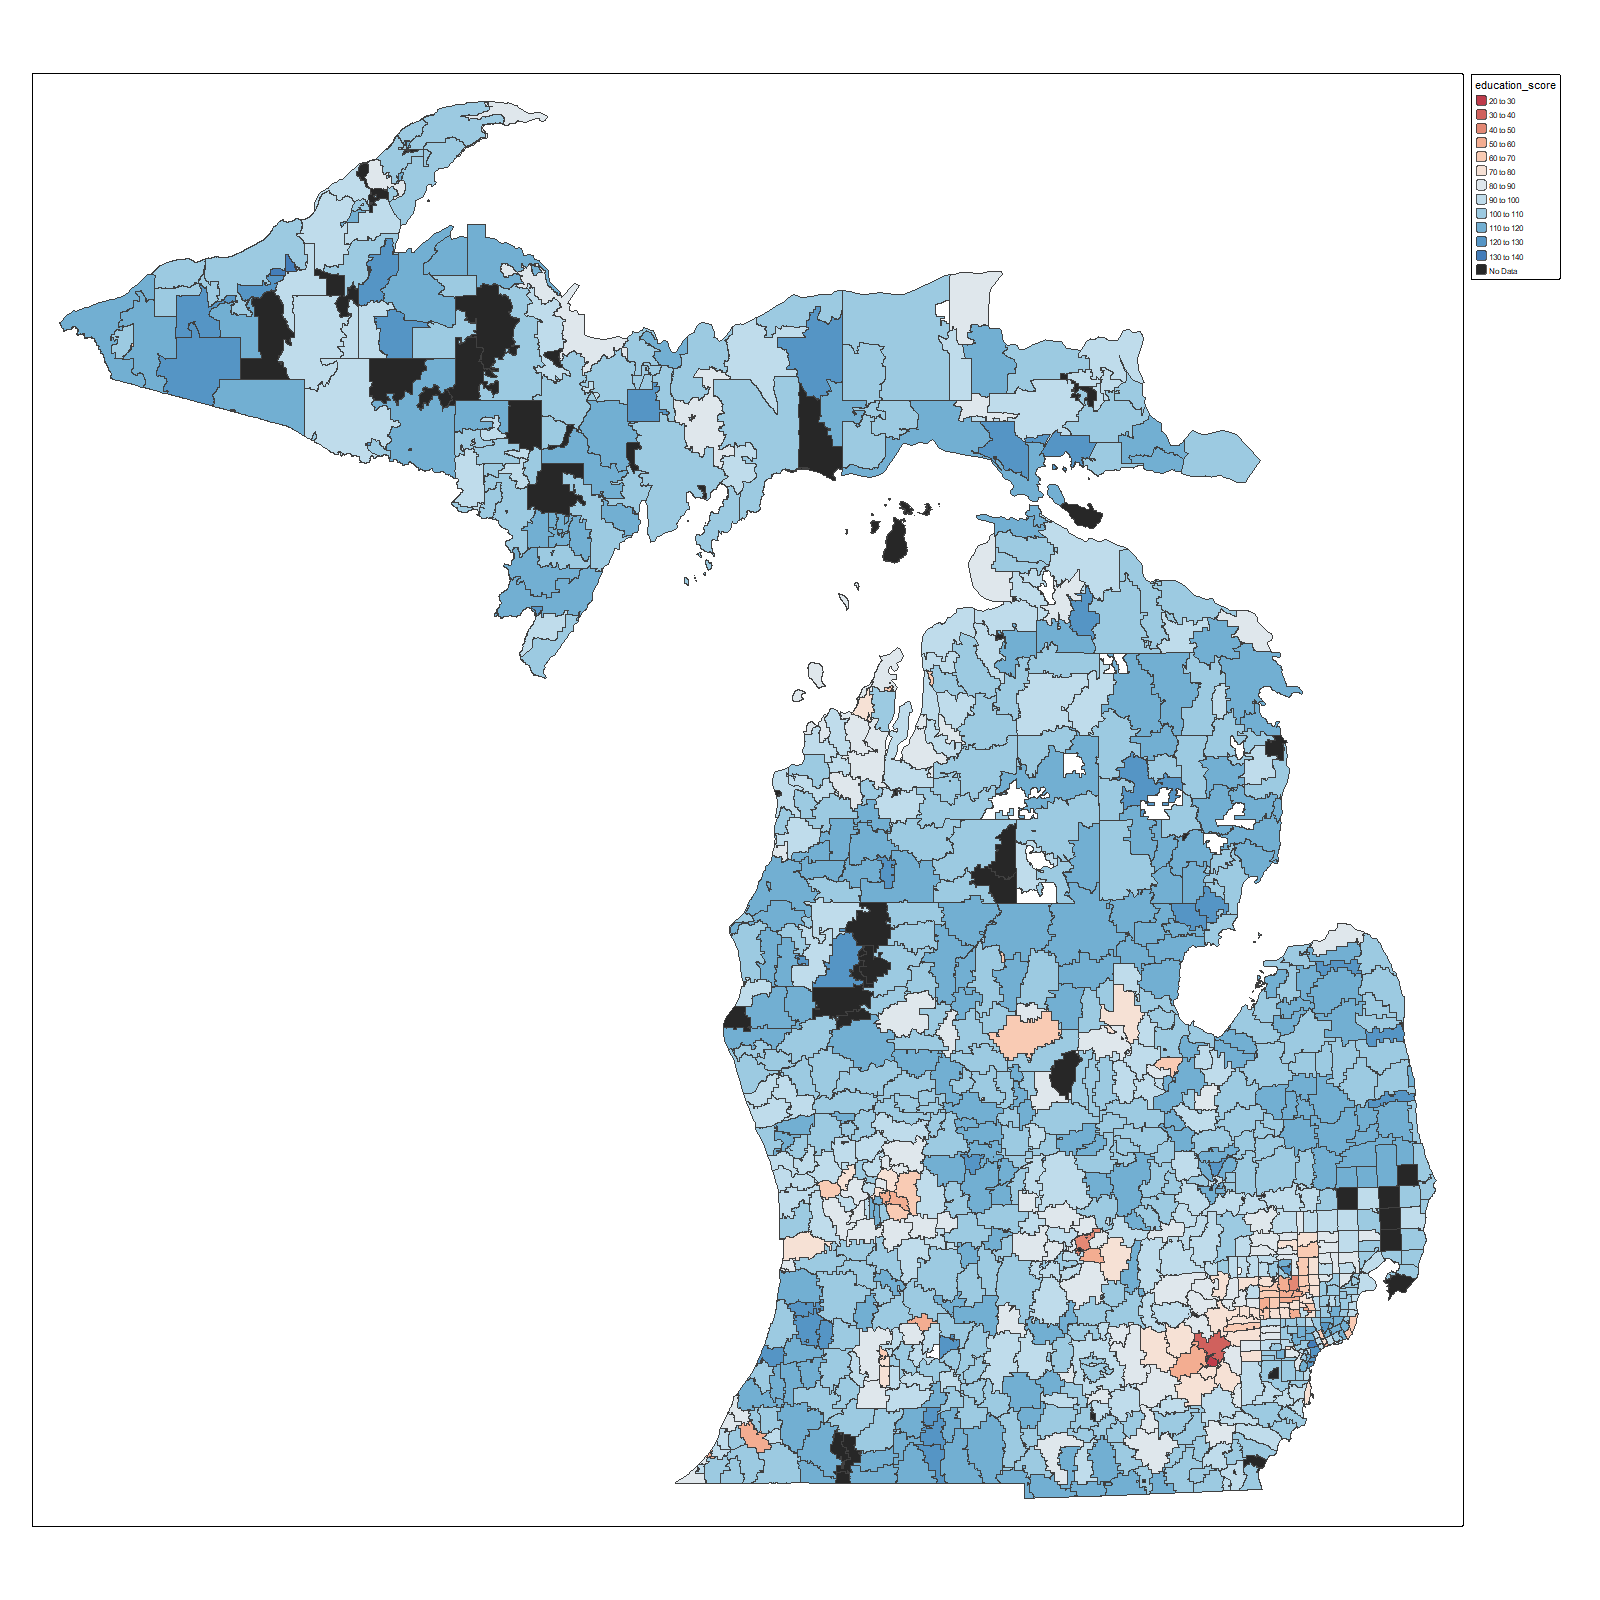 education_score
20 to 30
30 to 40
40 to 50
50 to 60
60 to 70
70 to 80
80 to 90
90 to 100
100 to 110
110 to 120
120 to 130
130 to 140
No Data